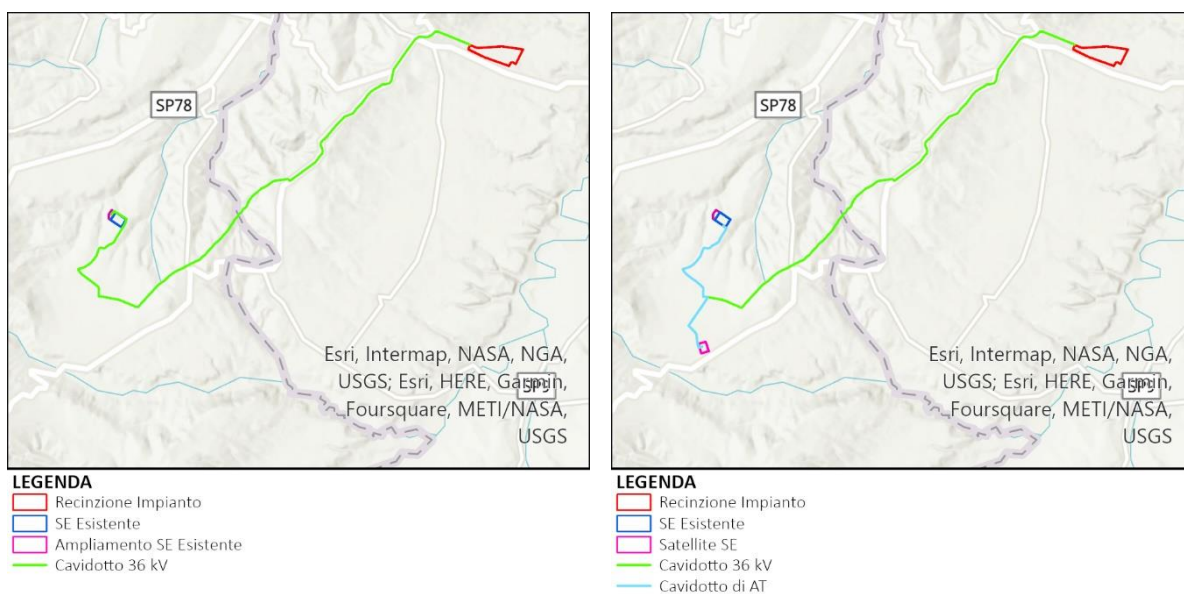 SP78
Esri, Intermap, NASA, NGA,
USGS; Esri, HERE, Garmin,
Foursquare, METI/NASA,
USGS
LEGENDA
Recinzione Impianto
SE Esistente
Ampliamento SE Esistente
Cavidotto 36 kV
SP78
Esri, Intermap, NASA, NGA,
USGS; Esri, HERE, Garmin,
Foursquare, METI/NASA,
USGS
LEGENDA
Recinzione Impianto
SE Esistente
Satellite SE
Cavidotto 36 kV
Cavidotto di AT